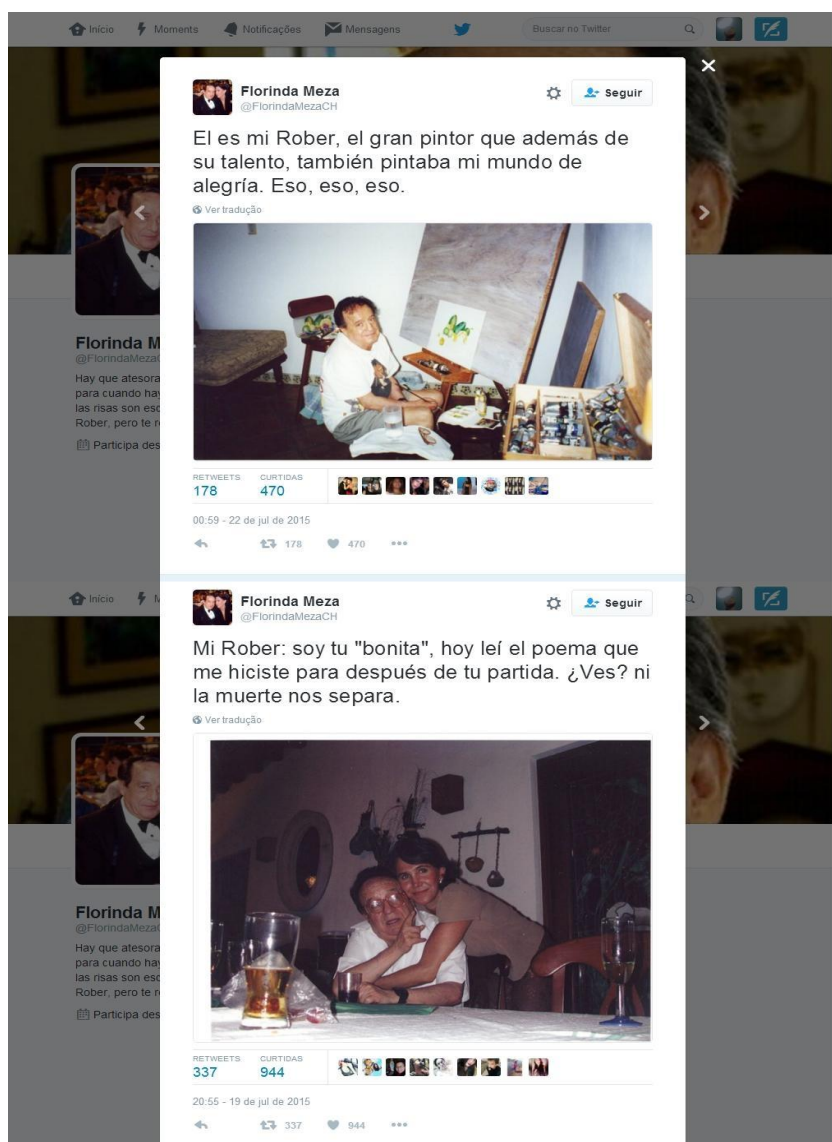 Início Moments Notificações Mensagens Buscar no Twitter
Florinda Meza
@FlorindaMezaCH
Seguir
El es mi Rober, el gran pintor que además de
su talento, también pintaba mi mundo de
alegría. Eso, eso, eso.
Ver tradução
Florinda M
@FlorindaMeza
Hay que atesora
para cuando hay
las risas son esc
Rober, pero te r
Participa des
RETWEETS CURTIDAS
178 470
00:59 - 22 de jul de 2015
178 470
Início
Florinda Meza
@FlorindaMezaCH
Seguir
Mi Rober: soy tu "bonita", hoy leí el poema que
me hiciste para después de tu partida. ¿Ves? ni
la muerte nos separa.
Ver tradução
Florinda M
@FlorindaMeza
Hay que atesora
para cuando hay
las risas son esc
Rober, pero te r
Participa des
RETWEETS CURTIDAS
337 944
20:55 - 19 de jul de 2015
337 944